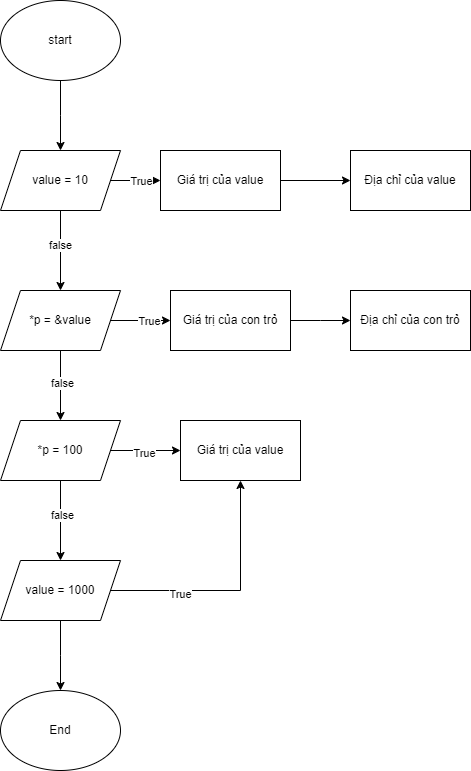 start
value = 10
True
Giá trị của value
Địa chỉ của value
false
*p = &value
True
Giá trị của con trỏ
Địa chỉ của con trỏ
false
*p = 100
True
Giá trị của value
false
value = 1000
True
End